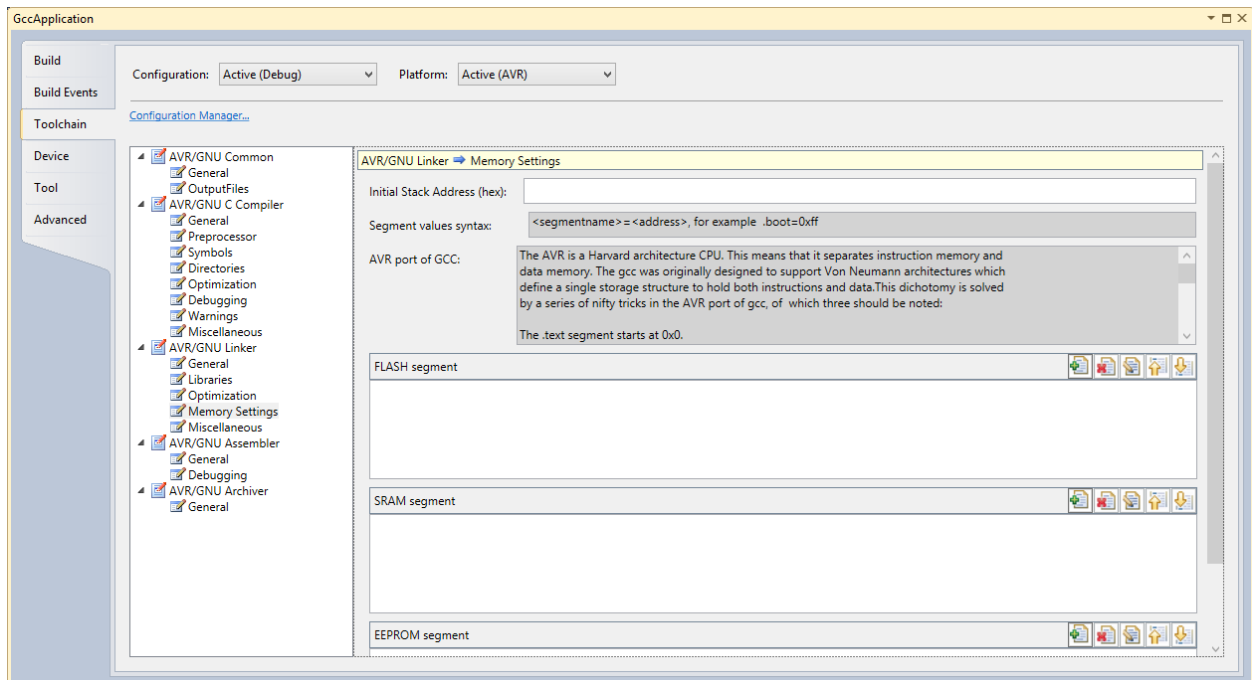 GccApplication
Build
Build Events
Toolchain
Device
Tool
Advanced
Configuration: Active (Debug) Platform: Active (AVR)
Configuration Manager...
AVR/GNU Common
General
OutputFiles
AVR/GNU C Compiler
General
Preprocessor
Symbols
Directories
Optimization
Debugging
Warnings
Miscellaneous
AVR/GNU Linker
General
Libraries
Optimization
Memory Settings
Miscellaneous
AVR/GNU Assembler
General
Debugging
AVR/GNU Archiver
General
AVR/GNU Linker ➡ Memory Settings
Initial Stack Address (hex):
Segment values syntax: <segmentname>=<address>, for example .boot=0xff
AVR port of GCC:
The AVR is a Harvard architecture CPU. This means that it separates instruction memory and
data memory. The gcc was originally designed to support Von Neumann architectures which
define a single storage structure to hold both instructions and data.This dichotomy is solved
by a series of nifty tricks in the AVR port of gcc, of which three should be noted:
The .text segment starts at 0x0.
FLASH segment
SRAM segment
EEPROM segment